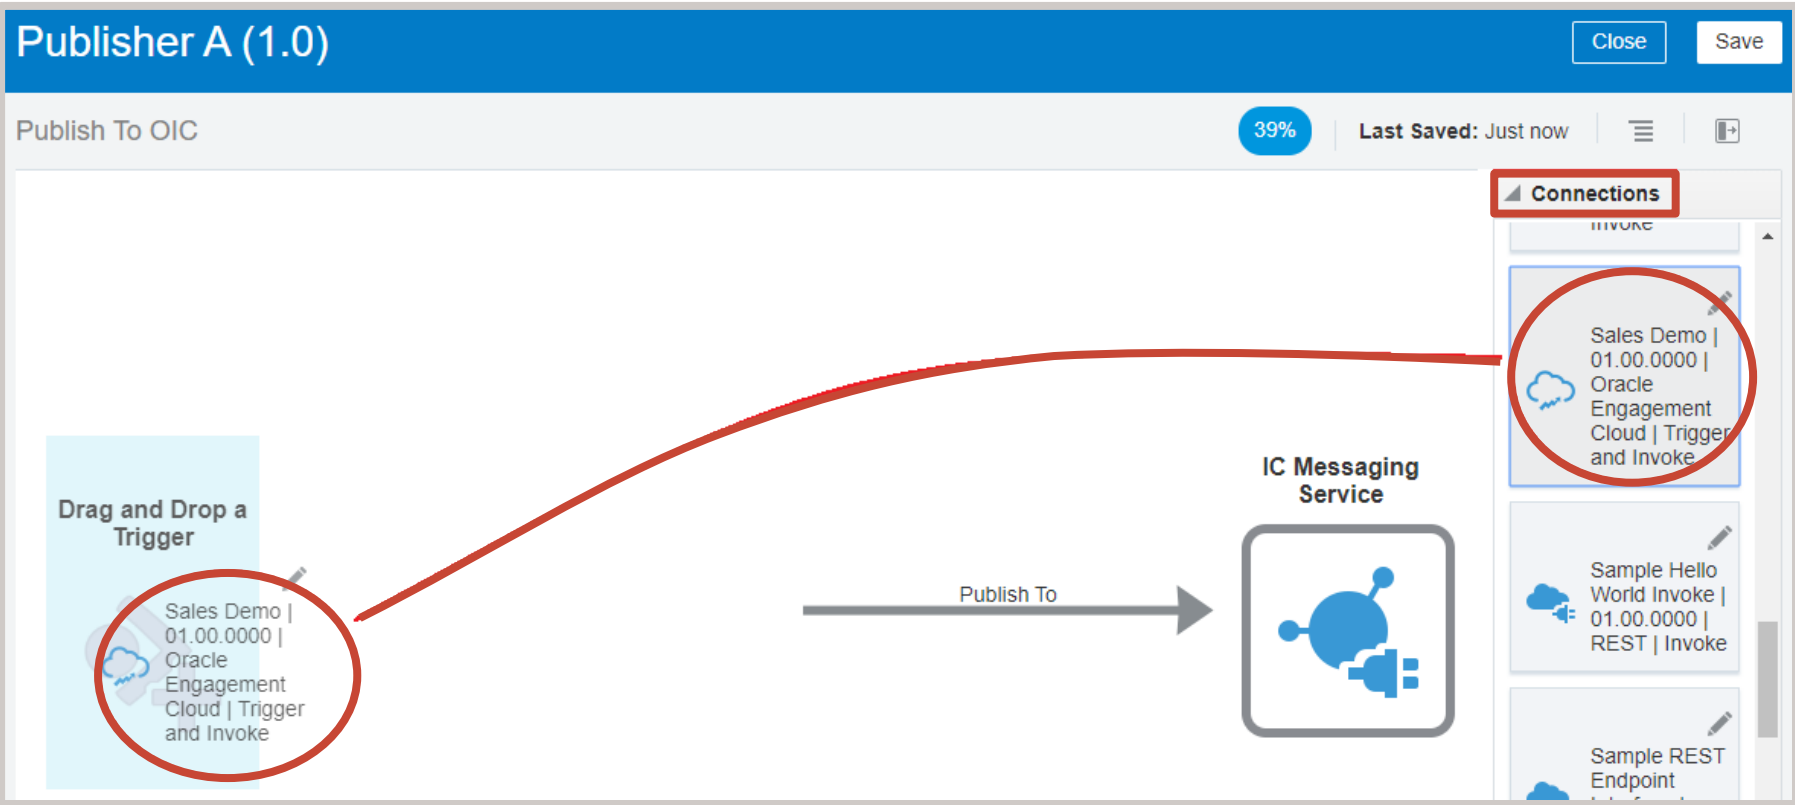 Publisher A (1.0)
Close
Save
Publish To OIC
39%
Last Saved: Just now
Connections
Invoke
Sales Demo |
01.00.0000 |
Oracle
Engagement
Cloud | Trigger
and Invoke
IC Messaging
Service
Drag and Drop a
Trigger
Publish To
Sales Demo |
01.00.0000 |
Oracle
Engagement
Cloud | Trigger
and Invoke
Sample Hello
World Invoke |
01.00.0000 |
REST | Invoke
Sample REST
Endpoint